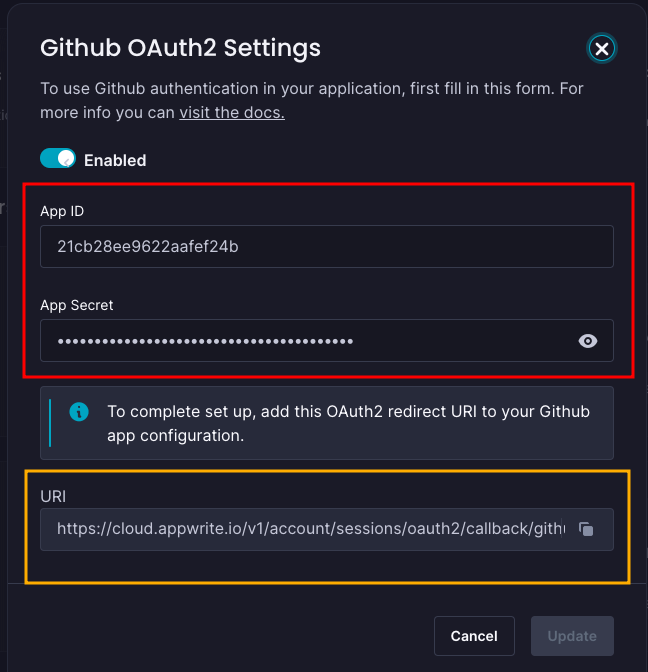 Github OAuth2 Settings
To use Github authentication in your application, first fill in this form. For
more info you can visit the docs.
Enabled
App ID
21cb28ee9622aafef24b
App Secret
••••••••••••••••••••••••••••••••••••••••
To complete set up, add this OAuth2 redirect URI to your Github
app configuration.
URI
https://cloud.appwrite.io/v1/account/sessions/oauth2/callback/gith
Cancel
Update